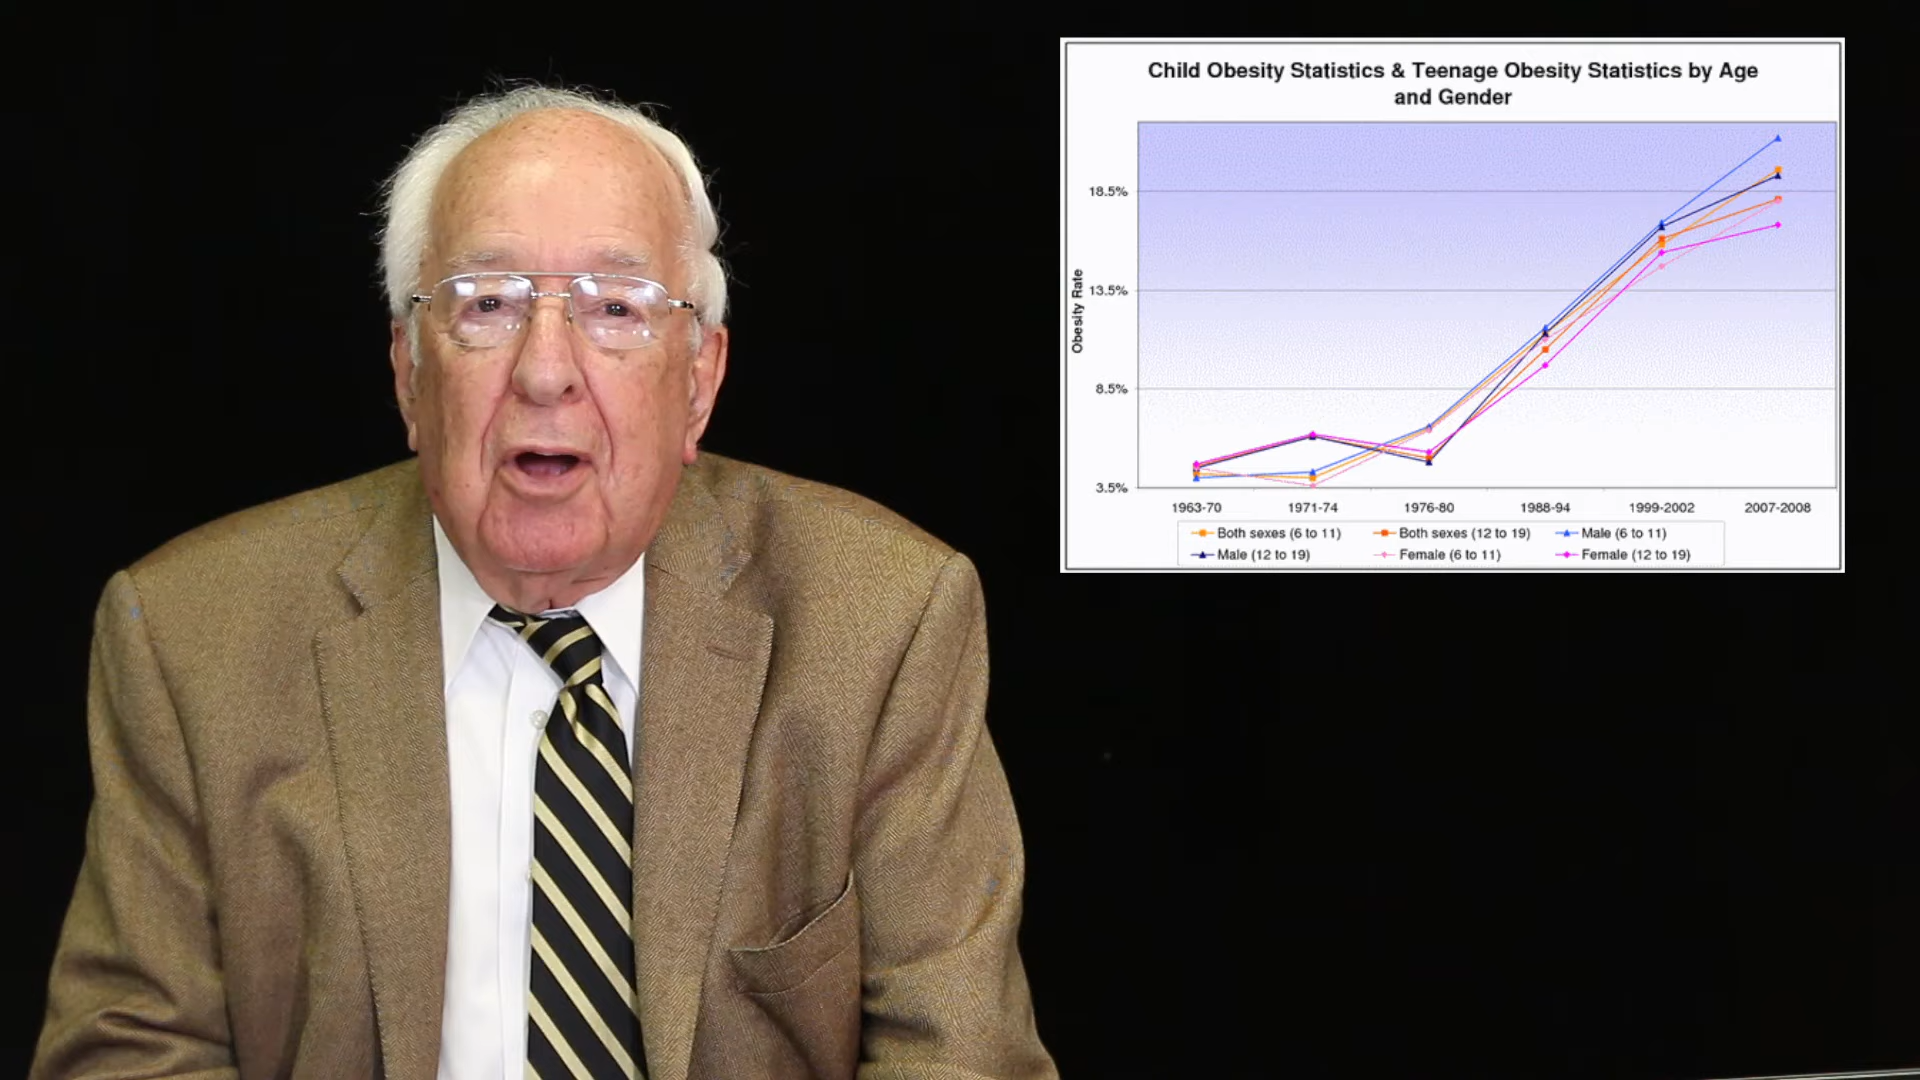 Child Obesity Statistics & Teenage Obesity Statistics by Age
and Gender
Obesity Rate
18.5%
13.5%
8.5%
3.5%
1963-70 1971-74 1976-80 1988-94 1999-2002 2007-2008
Both sexes (6 to 11) Both sexes (12 to 19) Male (6 to 11)
Male (12 to 19) Female (6 to 11) Female (12 to 19)